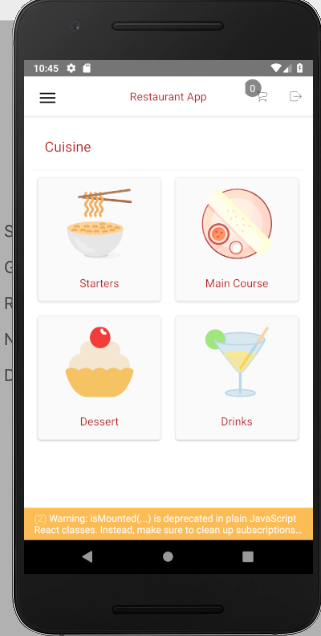 10:45
Restaurant App
0
Cuisine
Starters
Main Course
Dessert
Drinks
(2) Warning: isMounted(...) is deprecated in plain JavaScript
React classes. Instead, make sure to clean up subscriptions...
S
G
R
N
D